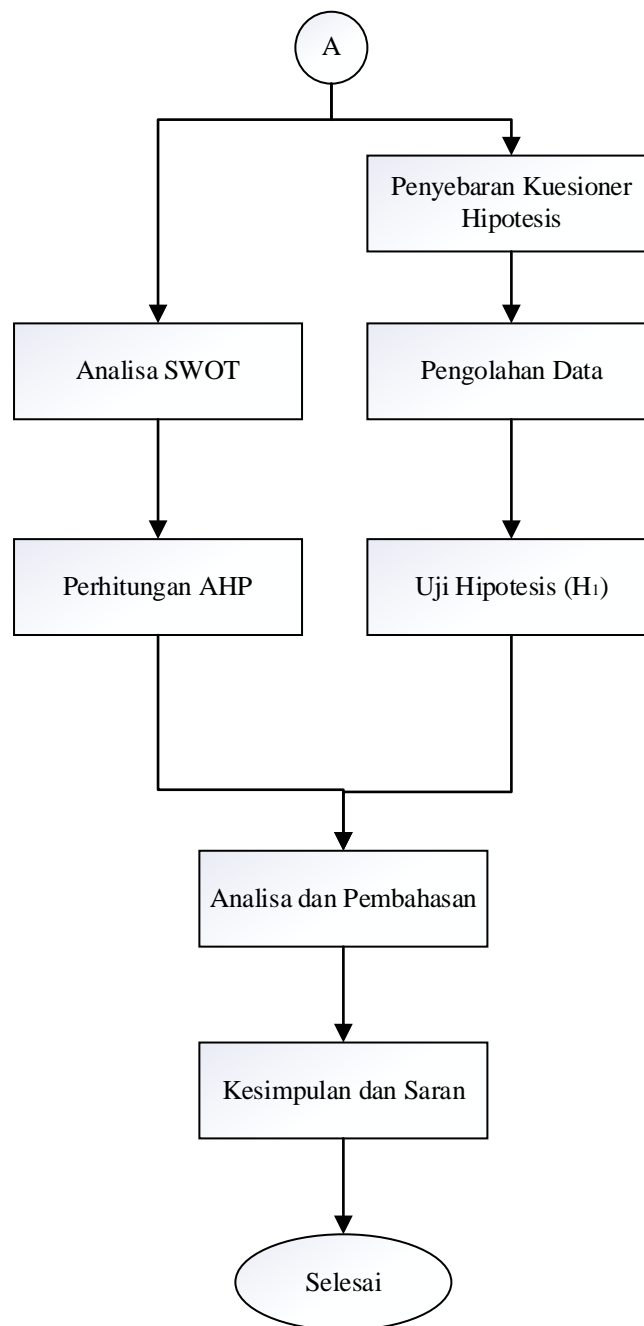 A
Penyebaran Kuesioner
Hipotesis
Analisa SWOT
Pengolahan Data
Perhitungan AHP
Uji Hipotesis (H₁)
Analisa dan Pembahasan
Kesimpulan dan Saran
Selesai